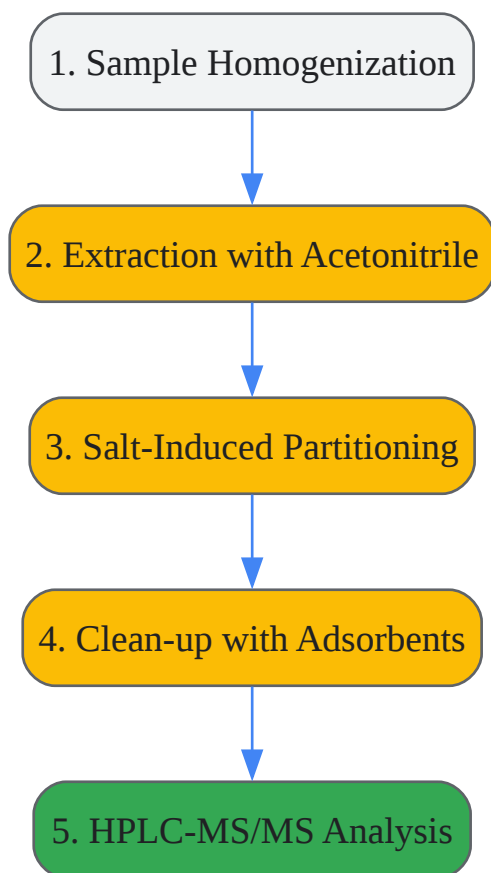 1. Sample Homogenization
2. Extraction with Acetonitrile
3. Salt-Induced Partitioning
4. Clean-up with Adsorbents
5. HPLC-MS/MS Analysis